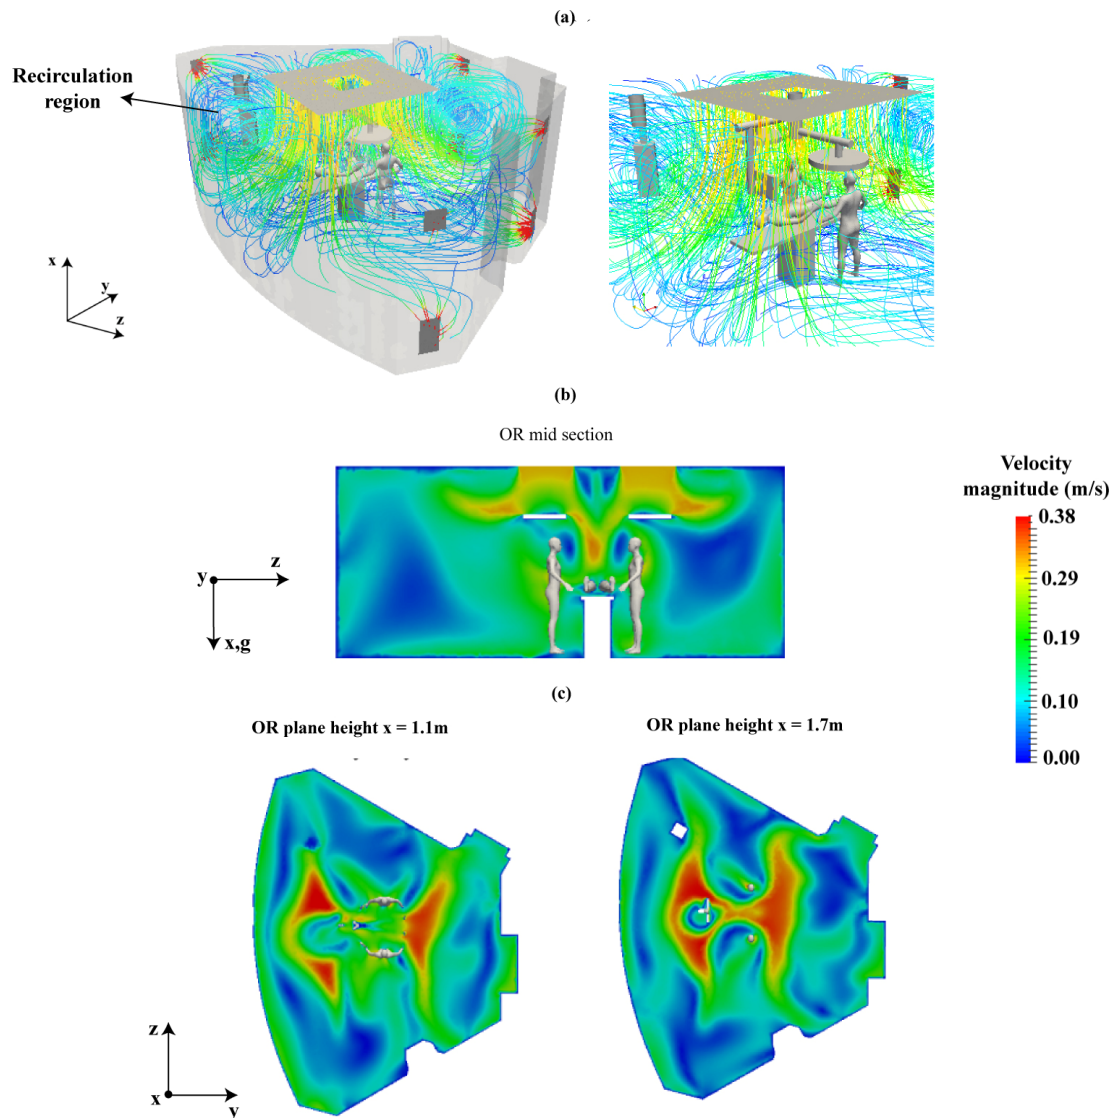 (a)
Recirculation
region
x
y
z
(b)
OR mid section
Velocity
magnitude (m/s)
0.38
0.29
0.19
0.10
0.00
y
z
x,g
(c)
OR plane height x = 1.1m
OR plane height x = 1.7m
z
x
y